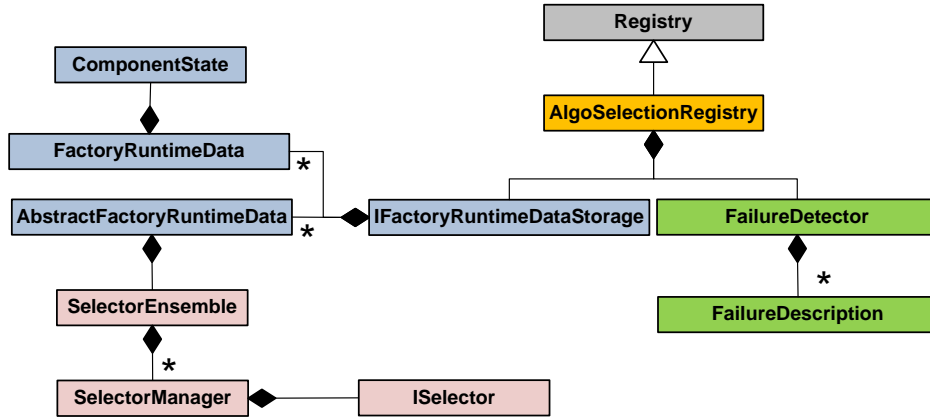 Registry
ComponentState
AlgoSelectionRegistry
FactoryRuntimeData
*
AbstractFactoryRuntimeData
*
IFactoryRuntimeDataStorage
FailureDetector
*
SelectorEnsemble
FailureDescription
*
SelectorManager
ISelector